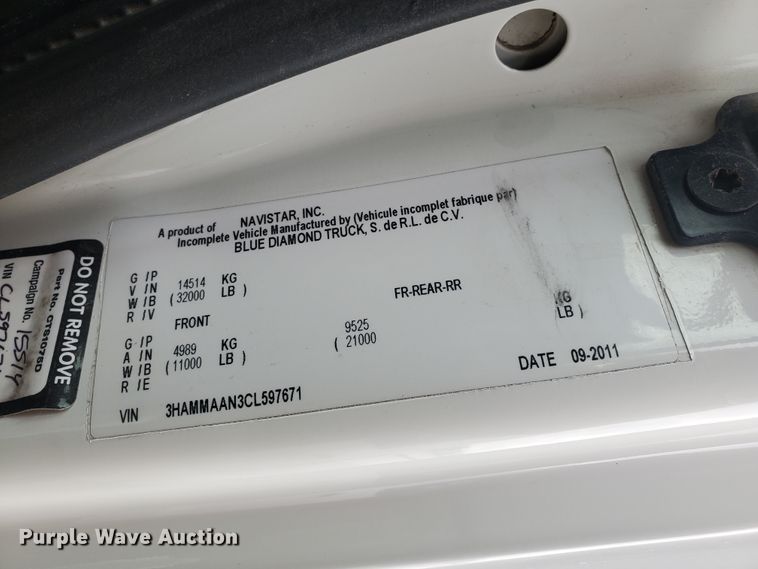 NAVISTAR, INC.
A product of
Incomplete Vehicle Manufactured by (Vehicule incomplet fabrique par)
BLUE DIAMOND TRUCK, S. de R.L. de C.V.
G /P
V /N 14514 KG
W/B ( 32000 LB )
R /V
FR-REAR-RR
FRONT
G /P
A /N 4989 KG 9525 KG
W/B ( 11000 LB ) ( 21000 LB )
R /E
DATE 09-2011
VIN 3HAMMAAN3CL597671
DO NOT REMOVE
Part No. CTS1075D
Campaign No. 15514
VIN
Purple Wave Auction